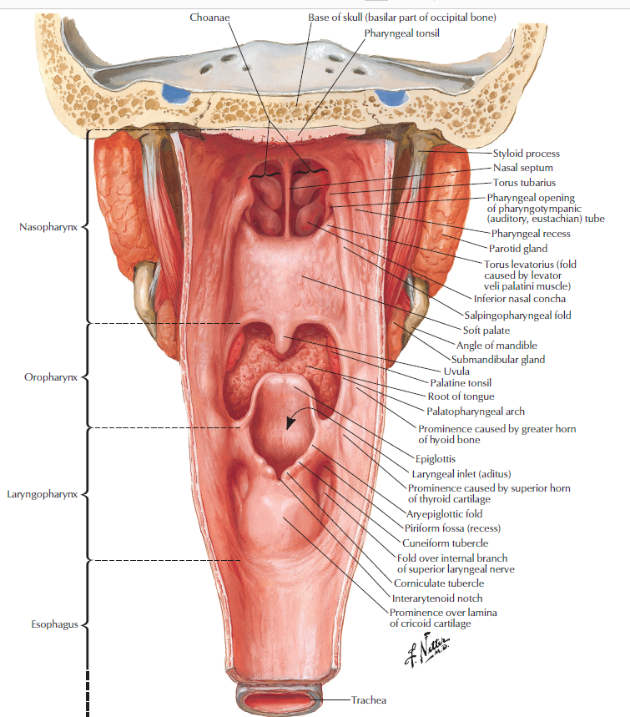 Choanae
Base of skull (basilar part of occipital bone)
Pharyngeal tonsil
Styloid process
Nasal septum
Torus tubarius
Pharyngeal opening
of pharyngotympanic
(auditory, eustachian) tube
Pharyngeal recess
Parotid gland
Torus levatorius (fold
caused by levator
veli palatini muscle)
Inferior nasal concha
Salpingopharyngeal fold
Soft palate
Angle of mandible
Submandibular gland
Uvula
Palatine tonsil
Root of tongue
Palatopharyngeal arch
Prominence caused by greater horn
of hyoid bone
Epiglottis
Laryngeal inlet (aditus)
Prominence caused by superior horn
of thyroid cartilage
Aryepiglottic fold
Piriform fossa (recess)
Cuneiform tubercle
Fold over internal branch
of superior laryngeal nerve
Corniculate tubercle
Interarytenoid notch
Prominence over lamina
of cricoid cartilage
Trachea
Nasopharynx
Oropharynx
Laryngopharynx
Esophagus
F. Netter
M.D.